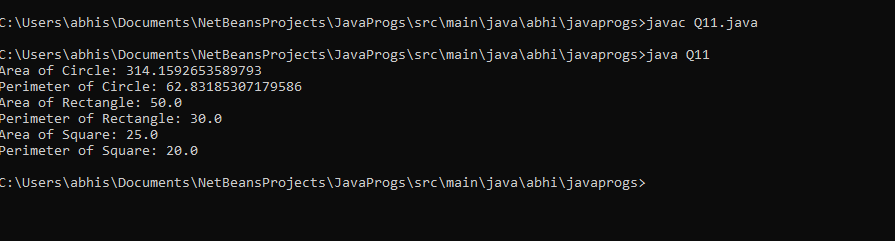 C:\Users\abhis\Documents\NetBeansProjects\JavaProgs\src\main\java\abhi\javaprogs>javac Q11.java
C:\Users\abhis\Documents\NetBeansProjects\JavaProgs\src\main\java\abhi\javaprogs>java Q11
Area of Circle: 314.1592653589793
Perimeter of Circle: 62.83185307179586
Area of Rectangle: 50.0
Perimeter of Rectangle: 30.0
Area of Square: 25.0
Perimeter of Square: 20.0
C:\Users\abhis\Documents\NetBeansProjects\JavaProgs\src\main\java\abhi\javaprogs>